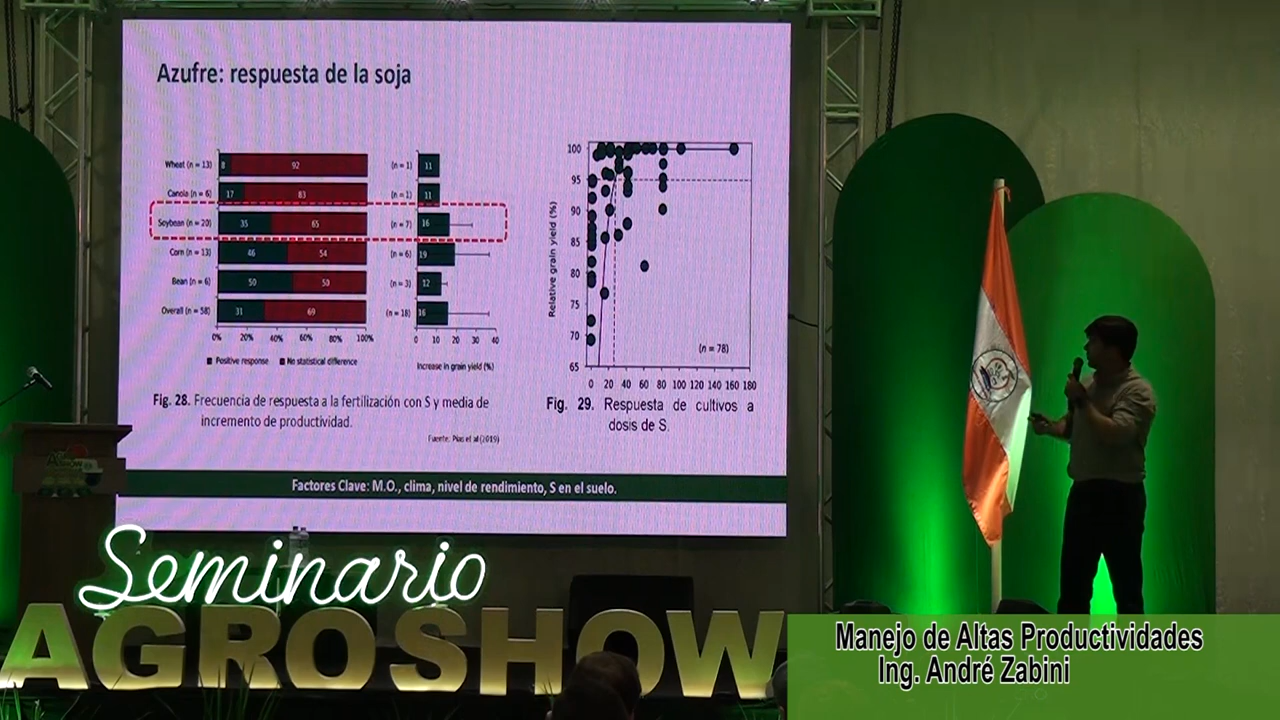 Azufre: respuesta de la soja
Wheat (n = 13) 8 92 (n = 1) 11
Canola (n = 6) 17 83 (n = 1) 11
Soybean (n = 20) 35 65 (n = 7) 16
Corn (n = 13) 46 54 (n = 6) 19
Bean (n = 6) 50 50 (n = 3) 12
Overall (n = 58) 31 69 (n = 18) 16
0% 20% 40% 60% 80% 100% 0 10 20 30 40
Positive response No statistical difference Increase in grain yield (%)
Relative grain yield (%)
100
95
90
85
80
75
70
65
(n = 78)
0 20 40 60 80 100 120 140 160 180
Fig. 28. Frecuencia de respuesta a la fertilización con S y media de
incremento de productividad.
Fuente: Pias et al (2019)
Fig. 29. Respuesta de cultivos a
dosis de S.
Factores Clave: M.O., clima, nivel de rendimiento, S en el suelo.
Seminario
AGROSHOW
Manejo de Altas Productividades
Ing. André Zabini